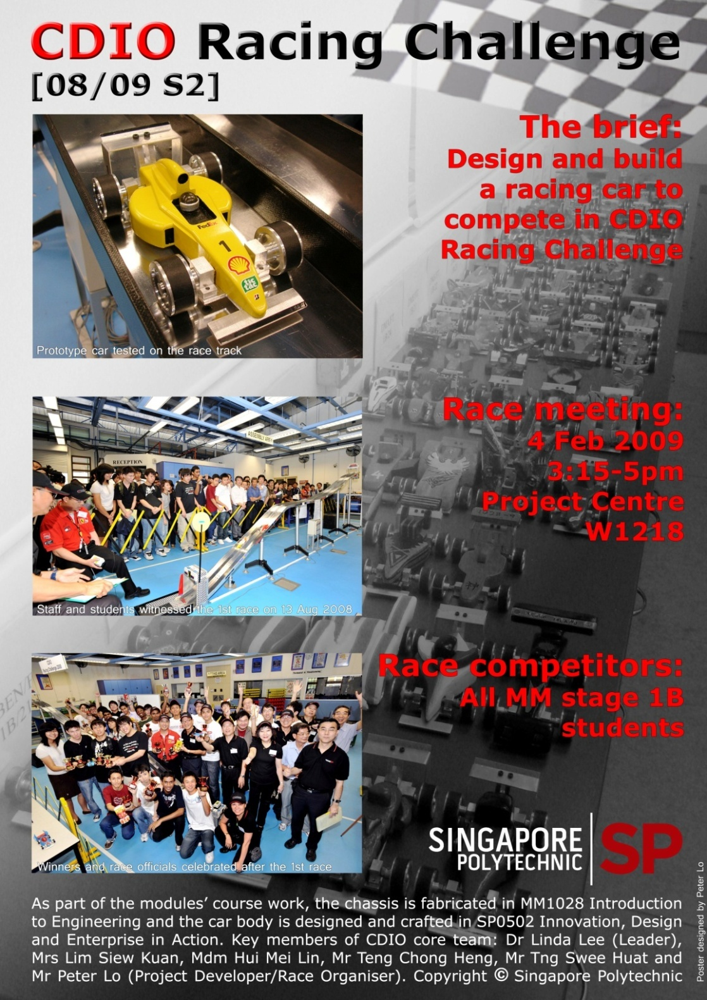 CDIO Racing Challenge
[08/09 S2]
The brief:
Design and build
a racing car to
compete in CDIO
Racing Challenge
FedEx
1
tic
tac
Prototype car tested on the race track
Race meeting:
4 Feb 2009
3:15-5pm
Project Centre
W1218
ASSEMBLY AREA
RECEPTION
Staff and students witnessed the 1st race on 13 Aug 2008
Race competitors:
All MM stage 1B
students
Winners and race officials celebrated after the 1st race
SINGAPORE
POLYTECHNIC
SP
As part of the modules’ course work, the chassis is fabricated in MM1028 Introduction
to Engineering and the car body is designed and crafted in SP0502 Innovation, Design
and Enterprise in Action. Key members of CDIO core team: Dr Linda Lee (Leader),
Mrs Lim Siew Kuan, Mdm Hui Mei Lin, Mr Teng Chong Heng, Mr Tng Swee Huat and
Mr Peter Lo (Project Developer/Race Organiser). Copyright © Singapore Polytechnic
Poster designed by Peter Lo